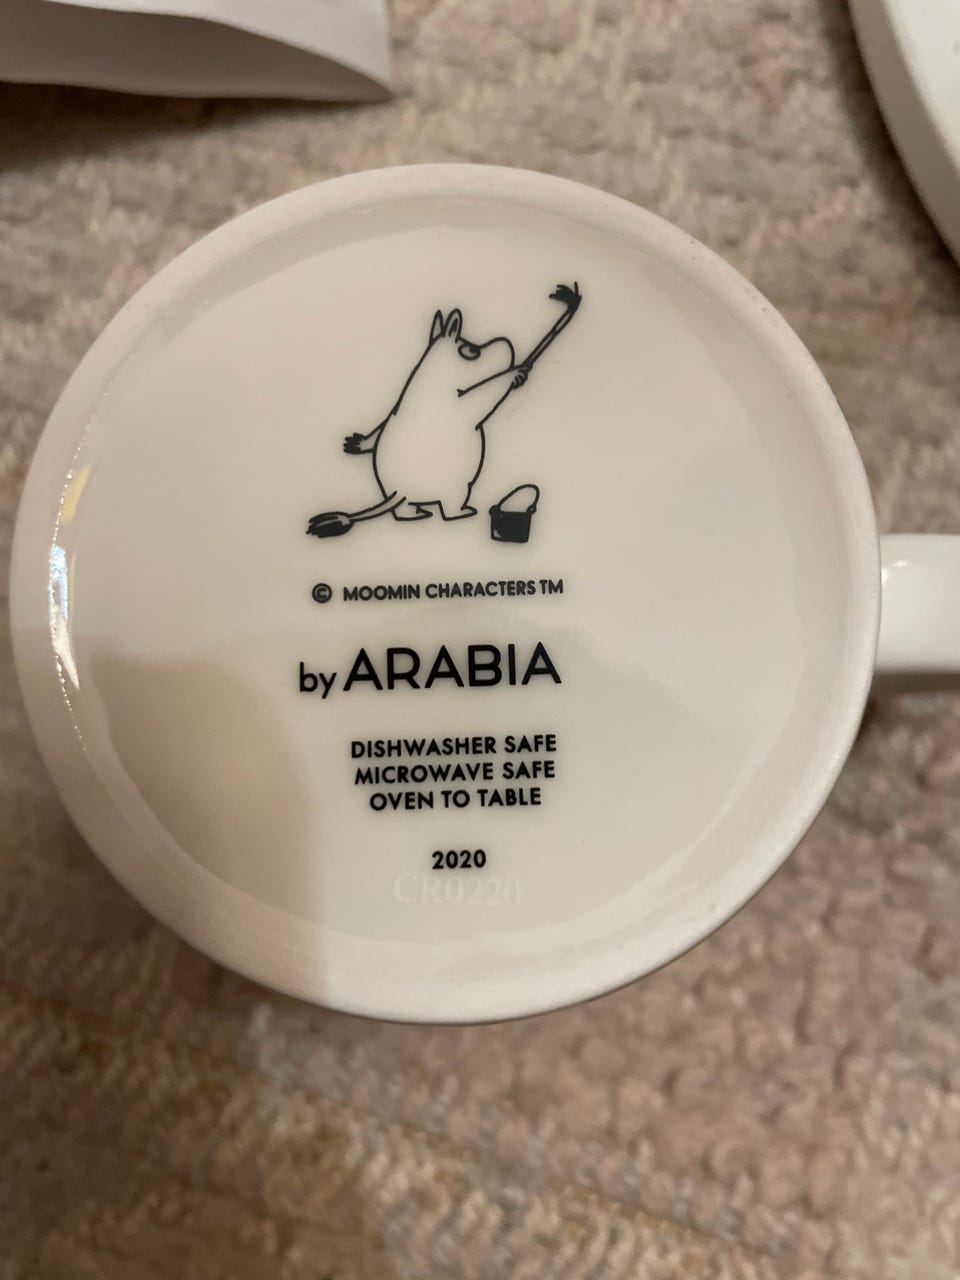 © MOOMIN CHARACTERS TM
by ARABIA
DISHWASHER SAFE
MICROWAVE SAFE
OVEN TO TABLE
2020
CR0220